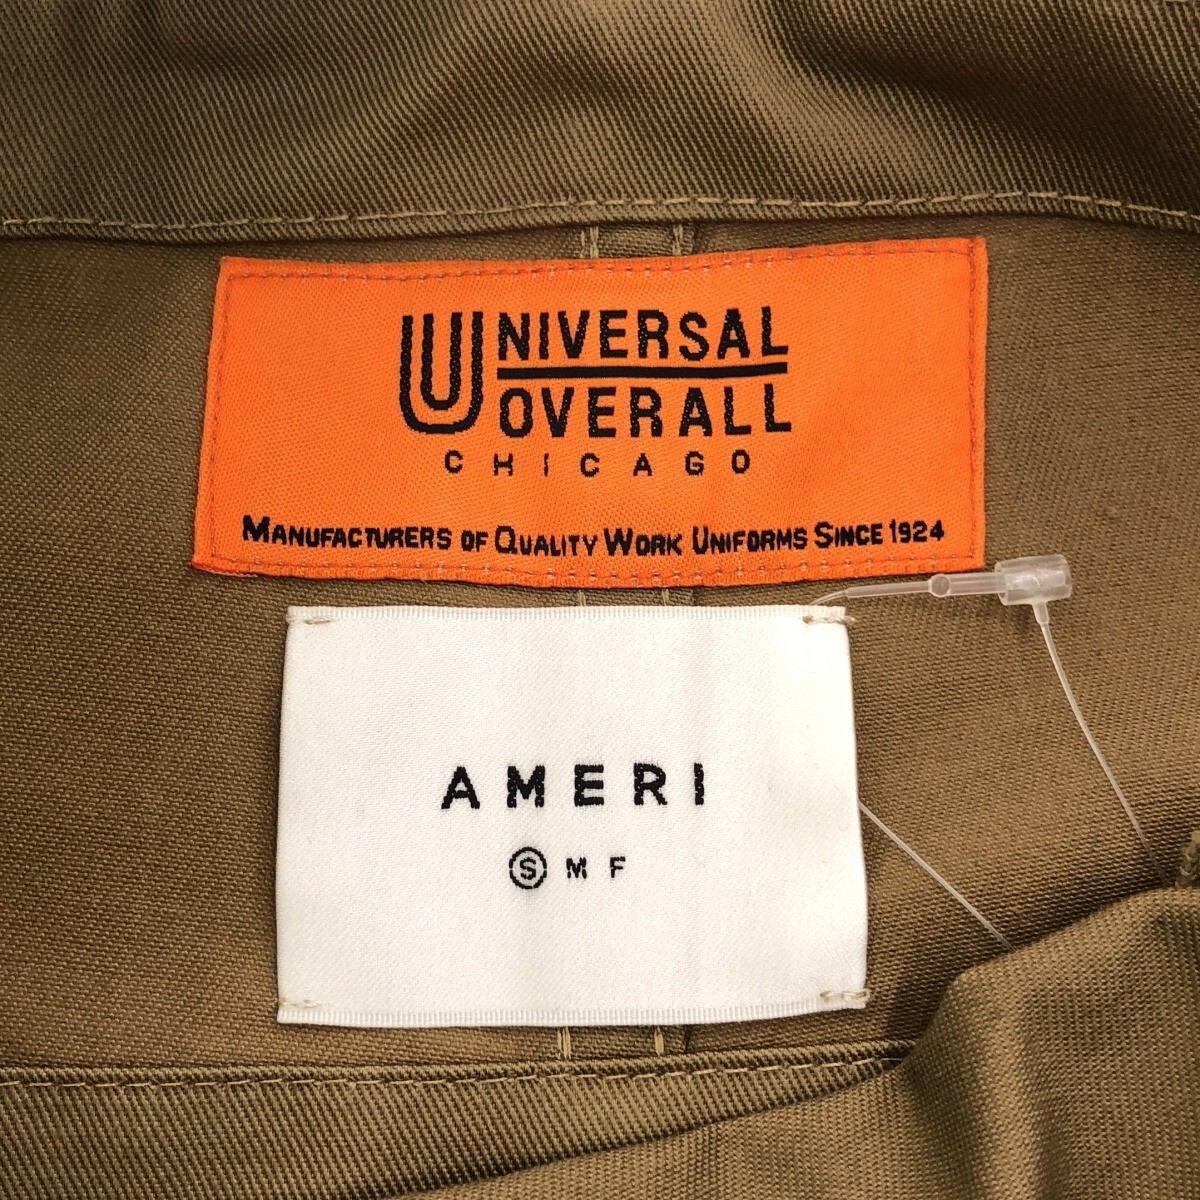 UNIVERSAL
OVERALL
CHICAGO
MANUFACTURERS OF QUALITY WORK UNIFORMS SINCE 1924
AMERI
Ⓢ M F